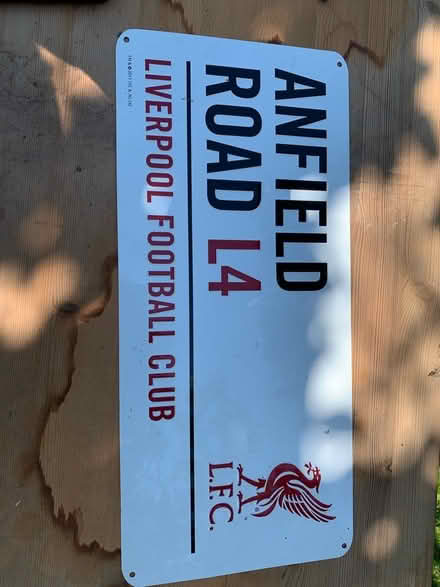 ANFIELD
ROAD L4
L.F.C.
LIVERPOOL FOOTBALL CLUB